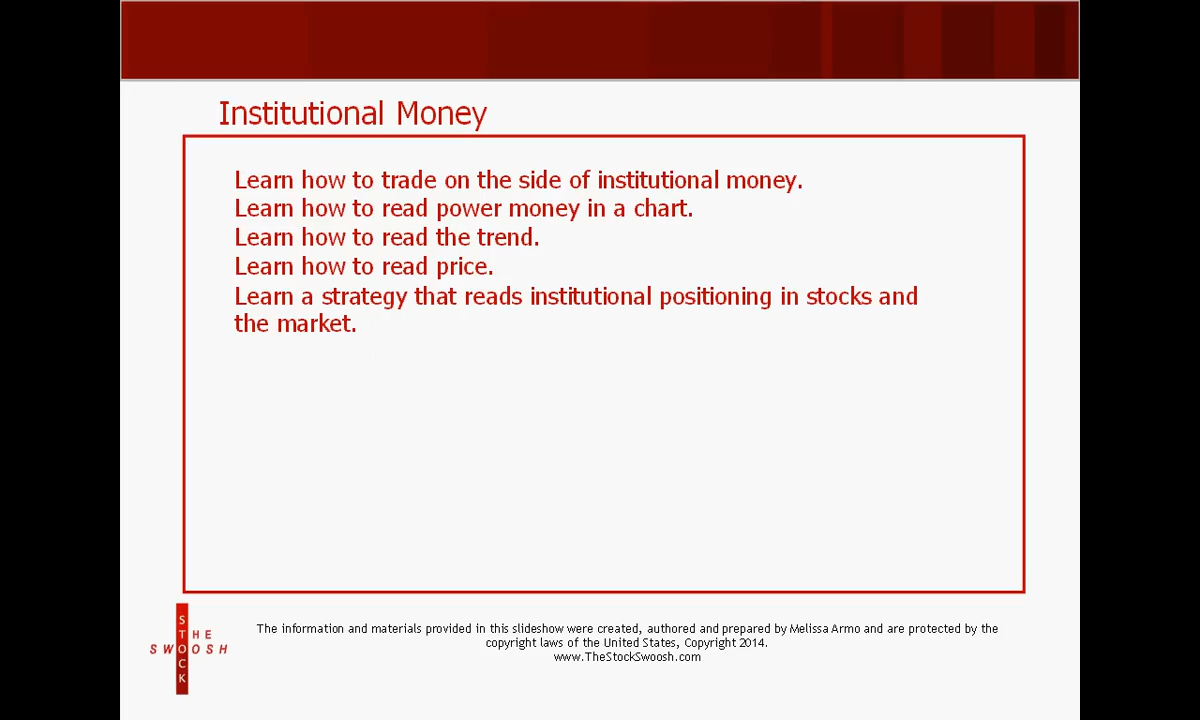 Institutional Money
Learn how to trade on the side of institutional money.
Learn how to read power money in a chart.
Learn how to read the trend.
Learn how to read price.
Learn a strategy that reads institutional positioning in stocks and
the market.
THE
STOCK
SWOOSH
The information and materials provided in this slideshow were created, authored and prepared by Melissa Armo and are protected by the
copyright laws of the United States, Copyright 2014.
www.TheStockSwoosh.com